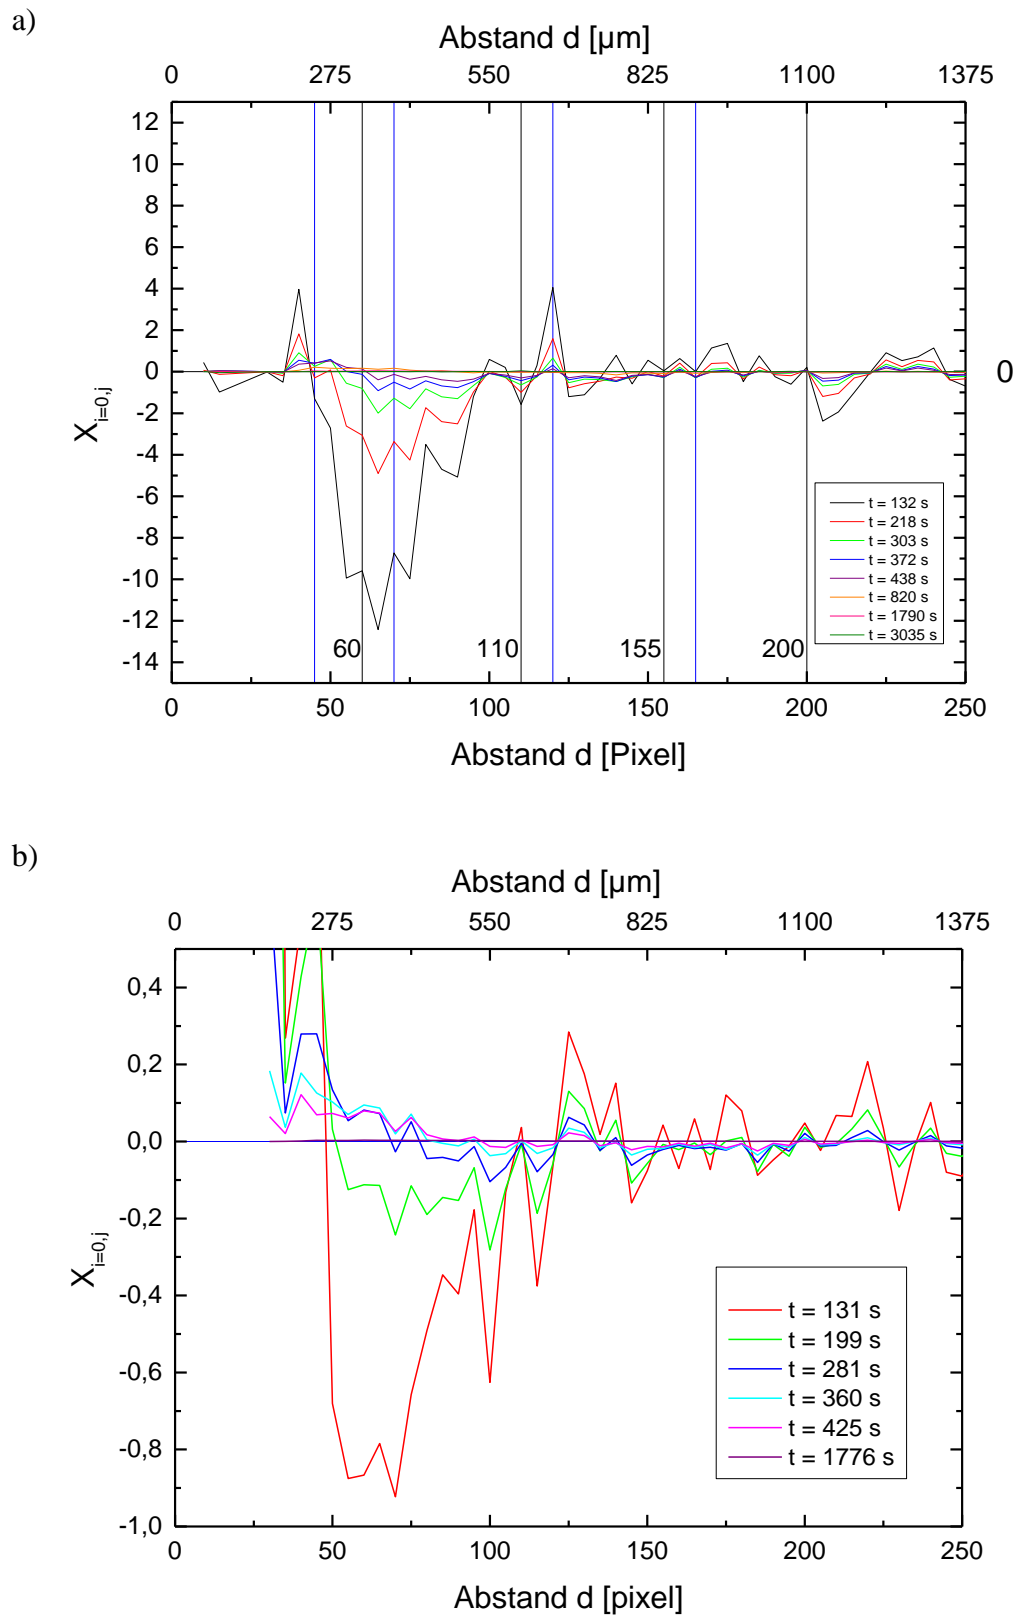 a)
Abstand d [µm]
0 275 550 825 1100 1375
12
10
8
6
4
2
0 0
-2
-4
-6
-8
-10
-12
-14
X i=0,j
t = 132 s
t = 218 s
t = 303 s
t = 372 s
t = 438 s
t = 820 s
t = 1790 s
t = 3035 s
60 110 155 200
0 50 100 150 200 250
Abstand d [Pixel]
b)
Abstand d [µm]
0 275 550 825 1100 1375
0,4
0,2
0,0
-0,2
-0,4
-0,6
-0,8
-1,0
X i=0,j
t = 131 s
t = 199 s
t = 281 s
t = 360 s
t = 425 s
t = 1776 s
0 50 100 150 200 250
Abstand d [pixel]